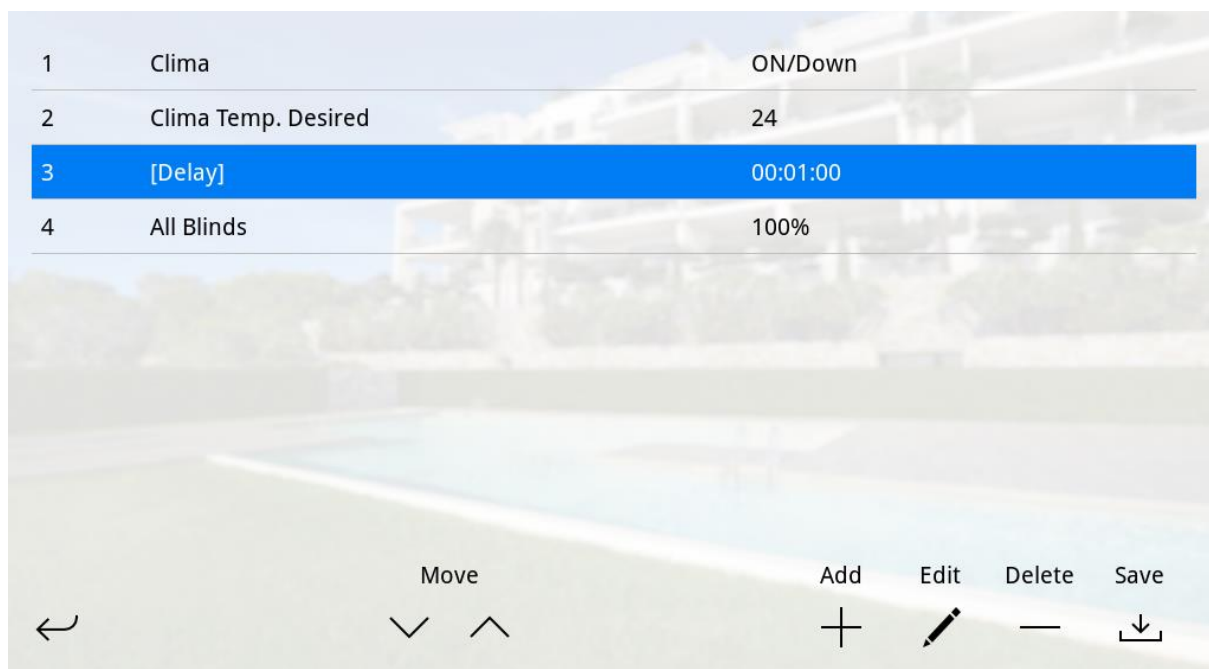 1 Clima ON/Down
2 Clima Temp. Desired 24
3 [Delay] 00:01:00
4 All Blinds 100%
Move Add Edit Delete Save